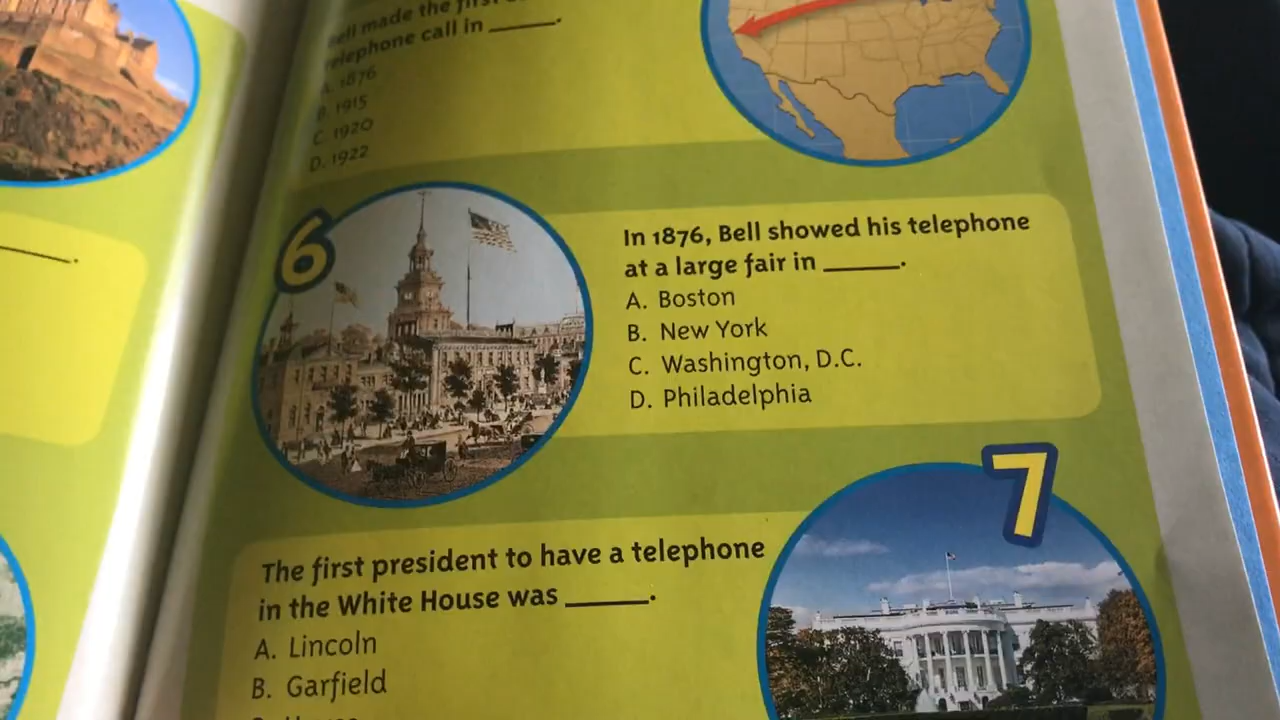 Bell made the first
telephone call in ______.
A. 1876
B. 1915
C. 1920
D. 1922
6
In 1876, Bell showed his telephone
at a large fair in ______.
A. Boston
B. New York
C. Washington, D.C.
D. Philadelphia
7
The first president to have a telephone
in the White House was ______.
A. Lincoln
B. Garfield